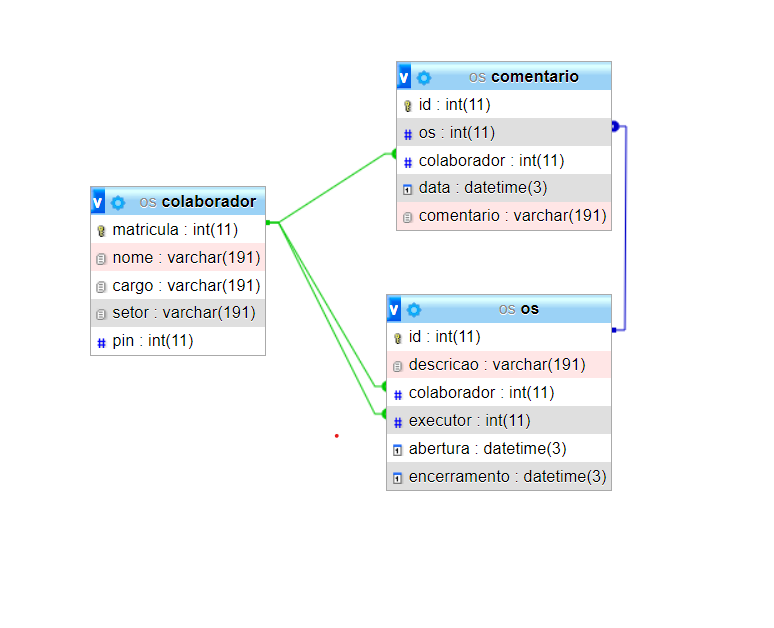 v os comentario
id : int(11)
# os : int(11)
# colaborador : int(11)
data : datetime(3)
comentario : varchar(191)
v os colaborador
matricula : int(11)
nome : varchar(191)
cargo : varchar(191)
setor : varchar(191)
# pin : int(11)
v os os
id : int(11)
descricao : varchar(191)
# colaborador : int(11)
# executor : int(11)
abertura : datetime(3)
encerramento : datetime(3)